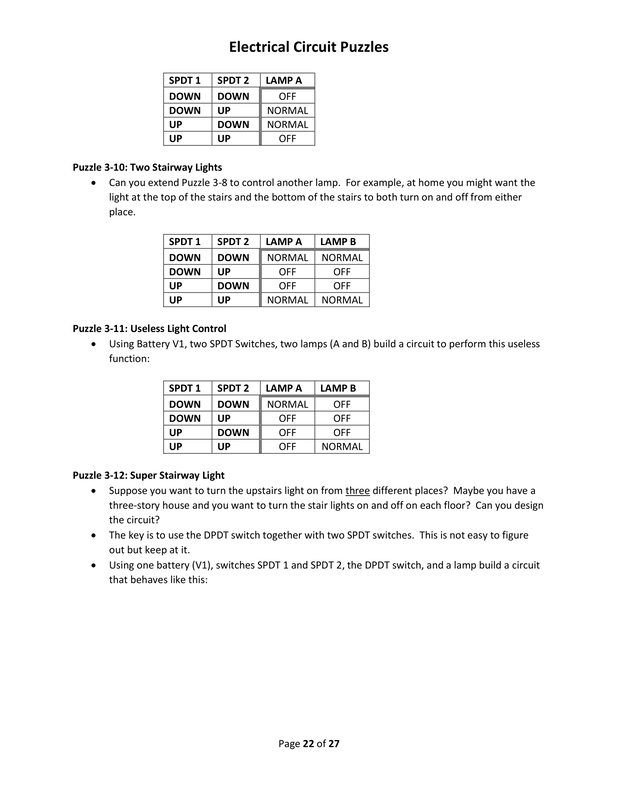 Electrical Circuit Puzzles
SPDT 1 SPDT 2 LAMP A
DOWN DOWN OFF
DOWN UP NORMAL
UP DOWN NORMAL
UP UP OFF
Puzzle 3-10: Two Stairway Lights
• Can you extend Puzzle 3-8 to control another lamp. For example, at home you might want the
light at the top of the stairs and the bottom of the stairs to both turn on and off from either
place.
SPDT 1 SPDT 2 LAMP A LAMP B
DOWN DOWN NORMAL NORMAL
DOWN UP OFF OFF
UP DOWN OFF OFF
UP UP NORMAL NORMAL
Puzzle 3-11: Useless Light Control
• Using Battery V1, two SPDT Switches, two lamps (A and B) build a circuit to perform this useless
function:
SPDT 1 SPDT 2 LAMP A LAMP B
DOWN DOWN NORMAL OFF
DOWN UP OFF OFF
UP DOWN OFF OFF
UP UP OFF NORMAL
Puzzle 3-12: Super Stairway Light
• Suppose you want to turn the upstairs light on from three different places? Maybe you have a
three-story house and you want to turn the stair lights on and off on each floor? Can you design
the circuit?
• The key is to use the DPDT switch together with two SPDT switches. This is not easy to figure
out but keep at it.
• Using one battery (V1), switches SPDT 1 and SPDT 2, the DPDT switch, and a lamp build a circuit
that behaves like this:
Page 22 of 27